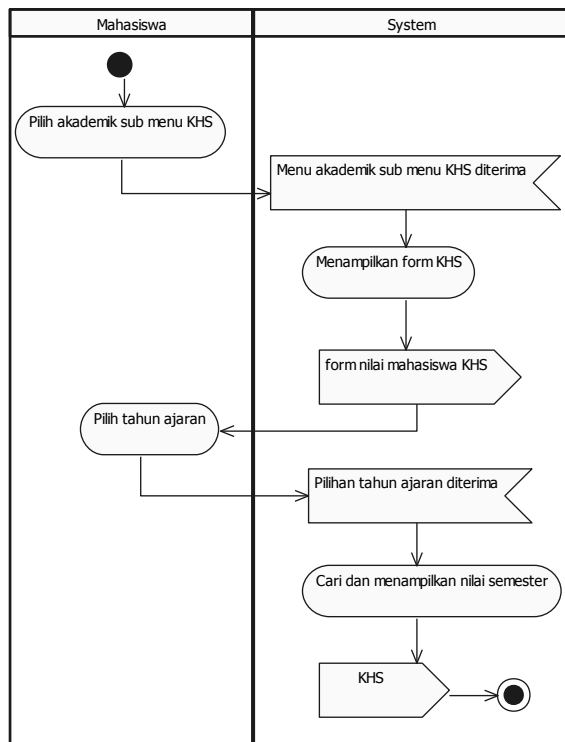 Mahasiswa
System
Pilih akademik sub menu KHS
Menu akademik sub menu KHS diterima
Menampilkan form KHS
form nilai mahasiswa KHS
Pilih tahun ajaran
Pilihan tahun ajaran diterima
Cari dan menampilkan nilai semester
KHS